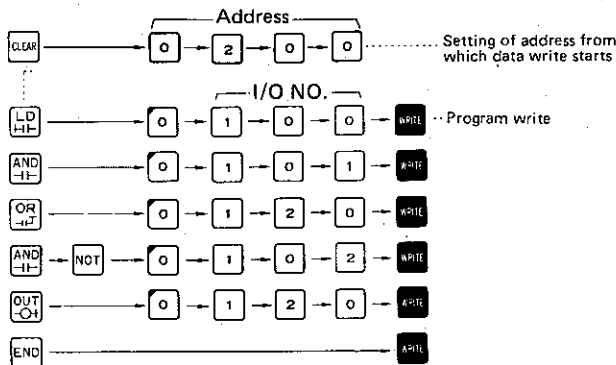 Address
CLEAR 0 2 0 0 Setting of address from
which data write starts
I/O NO.
LD 0 1 0 0 WRITE Program write
AND 0 1 0 1 WRITE
OR 0 1 2 0 WRITE
AND NOT 0 1 0 2 WRITE
OUT 0 1 2 0 WRITE
END WRITE